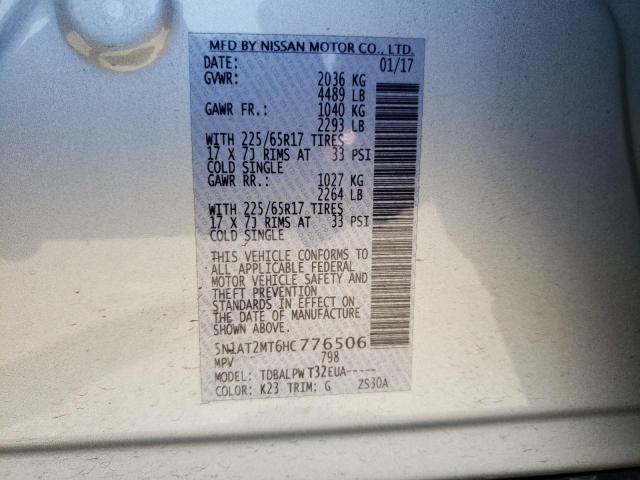 MFD BY NISSAN MOTOR CO., LTD.
DATE: 01/17
GVWR: 2036 KG
4489 LB
GAWR FR.: 1040 KG
2293 LB
WITH 225/65R17 TIRES
17 X 7J RIMS AT 33 PSI
COLD SINGLE
GAWR RR.: 1027 KG
2264 LB
WITH 225/65R17 TIRES
17 X 7J RIMS AT 33 PSI
COLD SINGLE
THIS VEHICLE CONFORMS TO
ALL APPLICABLE FEDERAL
MOTOR VEHICLE SAFETY AND
THEFT PREVENTION
STANDARDS IN EFFECT ON
THE DATE OF MANUFACTURE
SHOWN ABOVE.
5N1AT2MT6HC776506
MPV 798
MODEL: TDBALPWT32EUA-----
COLOR: K23 TRIM: G ZS30A